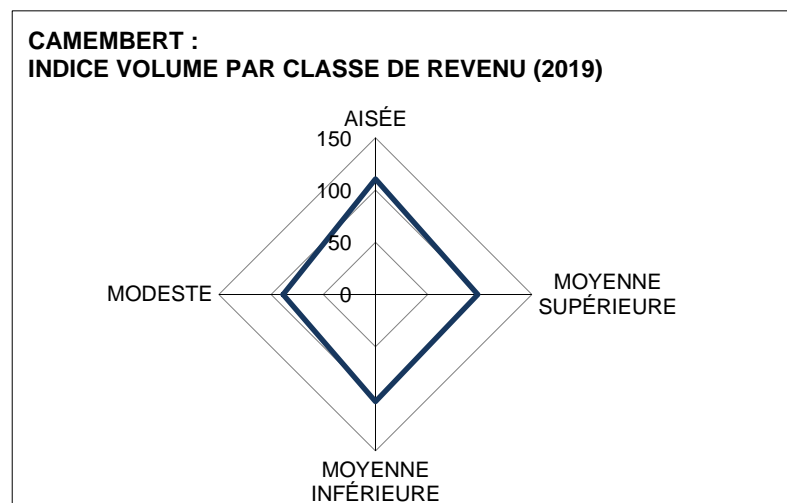 CAMEMBERT :
INDICE VOLUME PAR CLASSE DE REVENU (2019)
AISÉE
150
100
50
0
MODESTE
MOYENNE
SUPÉRIEURE
MOYENNE
INFÉRIEURE